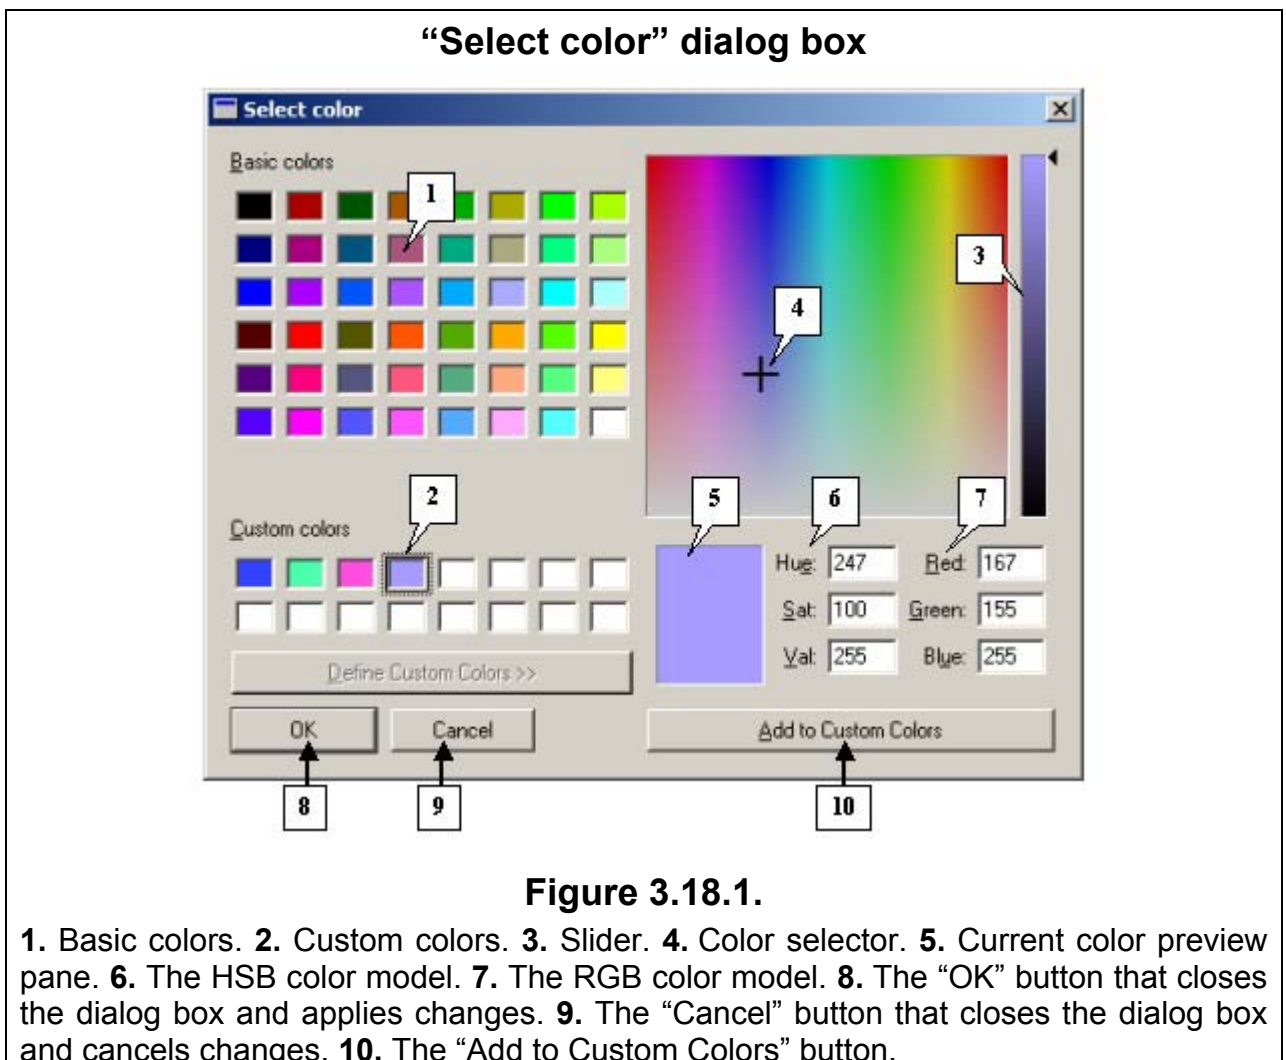 “Select color” dialog box
Select color
Basic colors
1
3
4
2
5
6
7
Custom colors
Hue: 247 Red: 167
Sat: 100 Green: 155
Val: 255 Blue: 255
Define Custom Colors >>
OK Cancel Add to Custom Colors
8 9 10
Figure 3.18.1.
1. Basic colors. 2. Custom colors. 3. Slider. 4. Color selector. 5. Current color preview
pane. 6. The HSB color model. 7. The RGB color model. 8. The “OK” button that closes
the dialog box and applies changes. 9. The “Cancel” button that closes the dialog box
and cancels changes. 10. The “Add to Custom Colors” button.